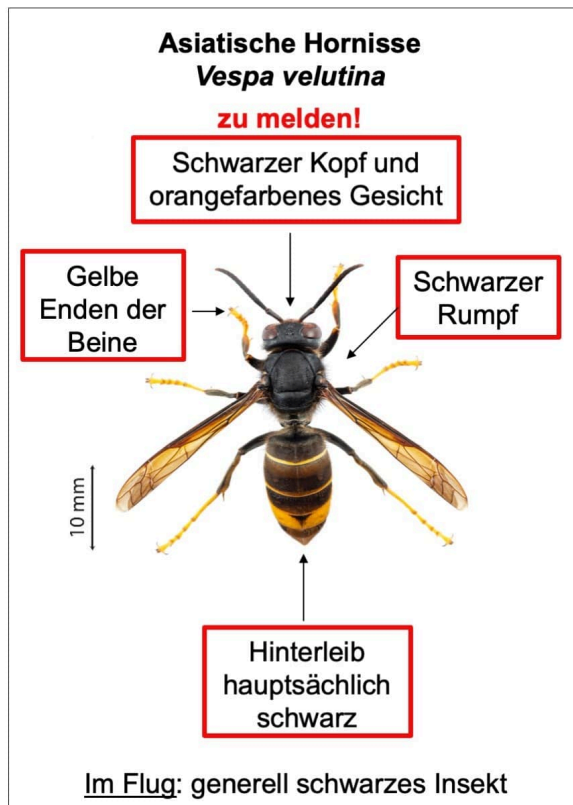 Asiatische Hornisse
Vespa velutina
zu melden!
Schwarzer Kopf und
orangefarbenes Gesicht
Gelbe
Enden der
Beine
Schwarzer
Rumpf
10 mm
Hinterleib
hauptsächlich
schwarz
Im Flug: generell schwarzes Insekt